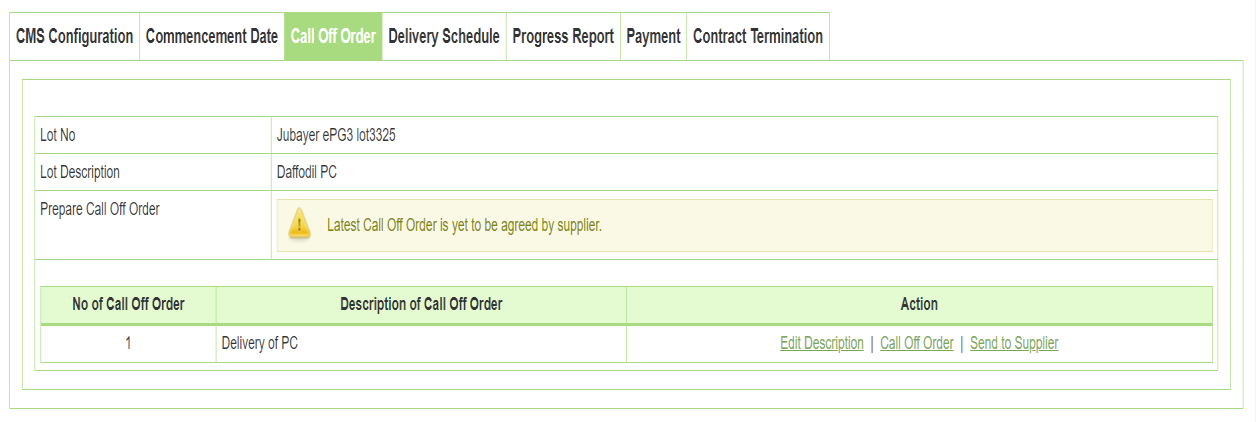 CMS Configuration Commencement Date Call Off Order Delivery Schedule Progress Report Payment Contract Termination
Lot No Jubayer ePG3 lot3325
Lot Description Daffodil PC
Prepare Call Off Order
Latest Call Off Order is yet to be agreed by supplier.
No of Call Off Order Description of Call Off Order Action
1 Delivery of PC Edit Description | Call Off Order | Send to Supplier